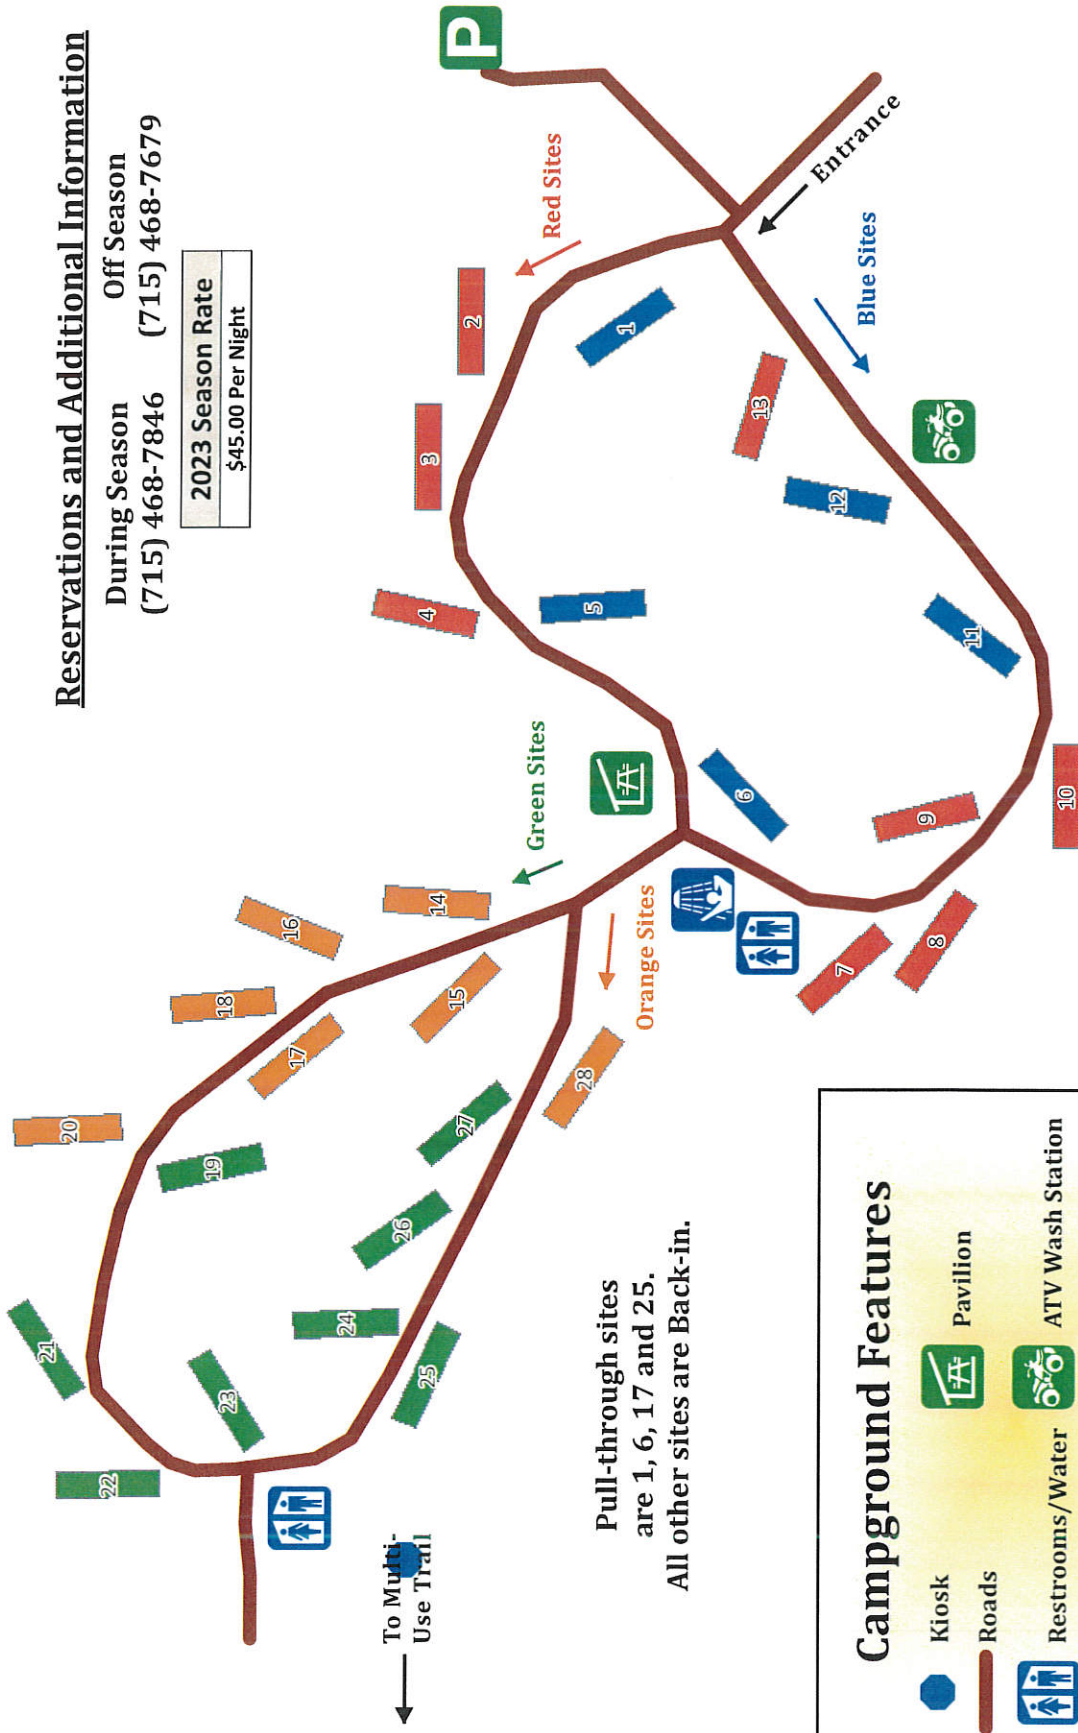 Reservations and Additional Information
During Season
(715) 468-7846
Off Season
(715) 468-7679
2023 Season Rate
$45.00 Per Night
P
Red Sites
Entrance
Blue Sites
Green Sites
Orange Sites
1
2
3
4
5
6
7
8
9
10
11
12
13
14
15
16
17
18
19
20
21
22
23
24
25
26
27
28
To Multi-
Use Trail
Pull-through sites
are 1, 6, 17 and 25.
All other sites are Back-in.
Campground Features
Kiosk
Roads
Restrooms/Water
Pavilion
ATV Wash Station